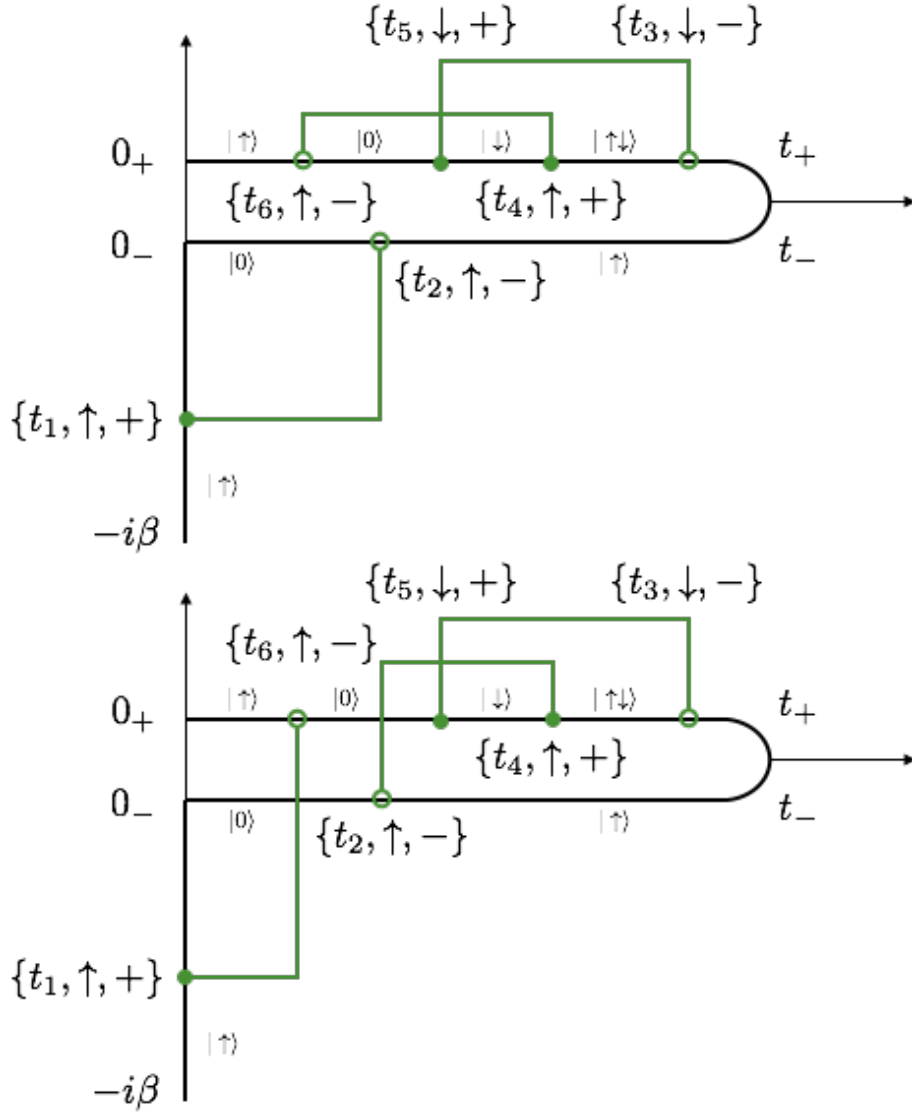 {t₅, ↓, +} {t₃, ↓, −}
0₊ | ↑⟩ |0⟩ | ↓⟩ | ↑↓⟩ t₊
{t₆, ↑, −} {t₄, ↑, +}
0₋ |0⟩ {t₂, ↑, −} | ↑⟩ t₋
{t₁, ↑, +}
| ↑⟩
−iβ
{t₅, ↓, +} {t₃, ↓, −}
{t₆, ↑, −}
0₊ | ↑⟩ |0⟩ | ↓⟩ | ↑↓⟩ t₊
{t₄, ↑, +}
0₋ |0⟩ {t₂, ↑, −} | ↑⟩ t₋
{t₁, ↑, +}
| ↑⟩
−iβ